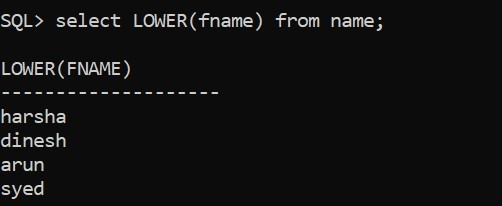 SQL> select LOWER(fname) from name;
LOWER(FNAME)
--------------------
harsha
dinesh
arun
syed